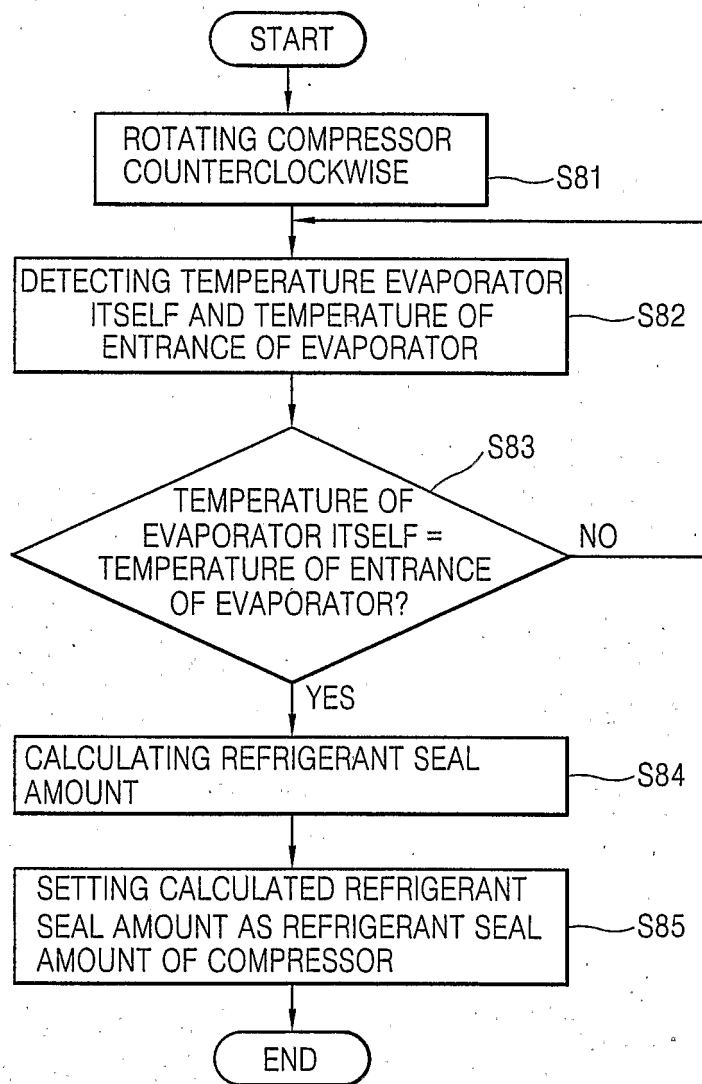 START
ROTATING COMPRESSOR
COUNTERCLOCKWISE
S81
DETECTING TEMPERATURE EVAPORATOR
ITSELF AND TEMPERATURE OF
ENTRANCE OF EVAPORATOR
S82
S83
TEMPERATURE OF
EVAPORATOR ITSELF =
TEMPERATURE OF ENTRANCE
OF EVAPORATOR?
NO
YES
CALCULATING REFRIGERANT SEAL
AMOUNT
S84
SETTING CALCULATED REFRIGERANT
SEAL AMOUNT AS REFRIGERANT SEAL
AMOUNT OF COMPRESSOR
S85
END